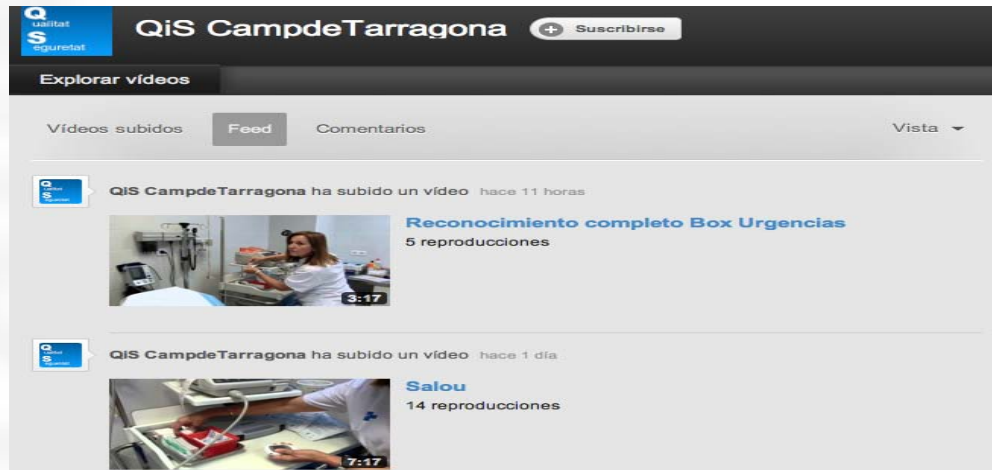 Qualitat
Seguretat
QiS CampdeTarragona
Suscribirse
Explorar vídeos
Vídeos subidos
Feed
Comentarios
Vista
QiS CampdeTarragona ha subido un vídeo hace 11 horas
Reconocimiento completo Box Urgencias
5 reproducciones
3:17
QiS CampdeTarragona ha subido un vídeo hace 1 día
Salou
14 reproducciones
7:17